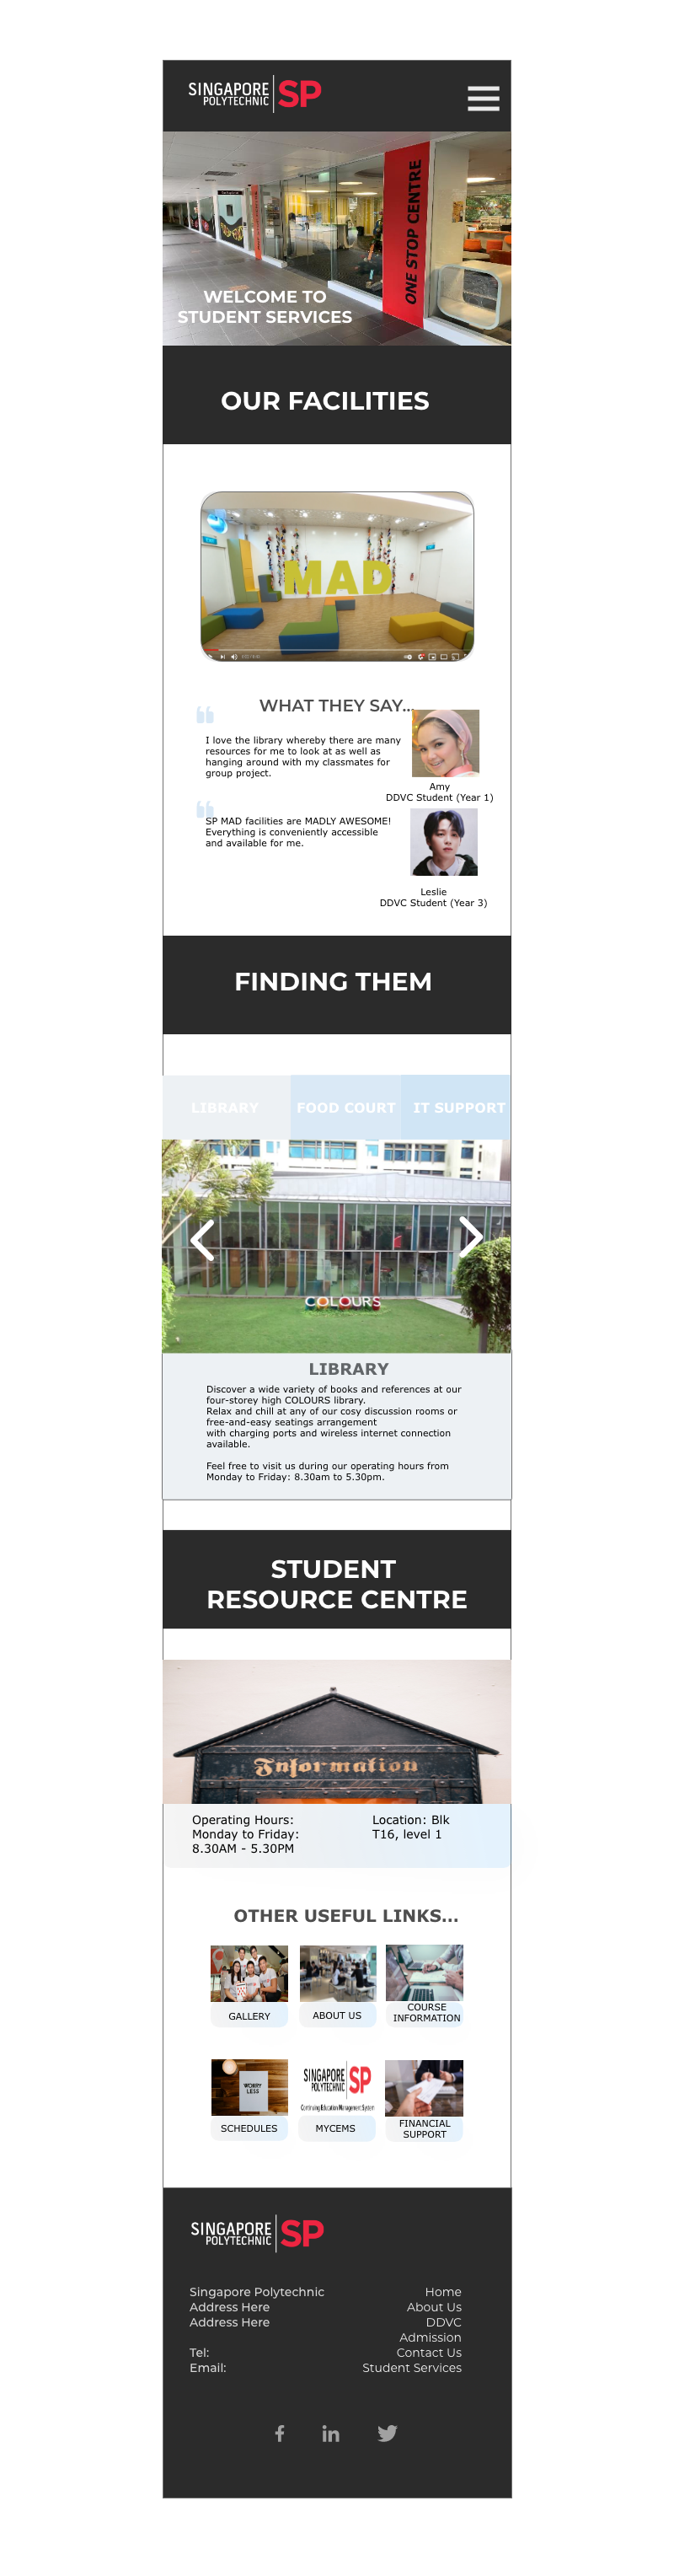 SINGAPORE
POLYTECHNIC
SP
ONE STOP CENTRE
WELCOME TO
STUDENT SERVICES
OUR FACILITIES
MAD
WHAT THEY SAY...
I love the library whereby there are many
resources for me to look at as well as
hanging around with my classmates for
group project.
Amy
DDVC Student (Year 1)
SP MAD facilities are MADLY AWESOME!
Everything is conveniently accessible
and available for me.
Leslie
DDVC Student (Year 3)
FINDING THEM
LIBRARY
FOOD COURT
IT SUPPORT
COLOURS
LIBRARY
Discover a wide variety of books and references at our
four-storey high COLOURS library.
Relax and chill at any of our cosy discussion rooms or
free-and-easy seatings arrangement
with charging ports and wireless internet connection
available.
Feel free to visit us during our operating hours from
Monday to Friday: 8.30am to 5.30pm.
STUDENT
RESOURCE CENTRE
Information
Operating Hours:
Monday to Friday:
8.30AM - 5.30PM
Location: Blk
T16, level 1
OTHER USEFUL LINKS...
GALLERY
ABOUT US
COURSE
INFORMATION
WORRY
LESS
SINGAPORE
POLYTECHNIC
SP
Continuing Education Management System
SCHEDULES
MYCEMS
FINANCIAL
SUPPORT
SINGAPORE
POLYTECHNIC
SP
Singapore Polytechnic
Address Here
Address Here
Tel:
Email:
Home
About Us
DDVC
Admission
Contact Us
Student Services